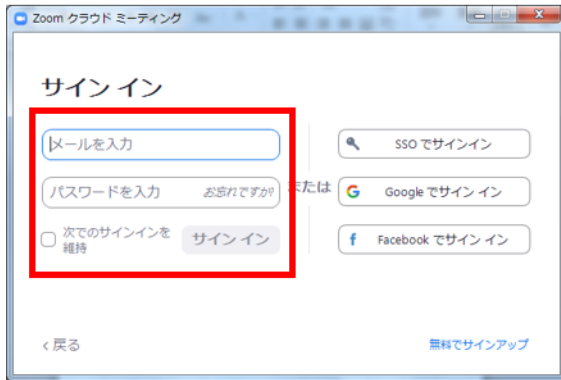 Zoom クラウド ミーティング
サイン イン
メールを入力
パスワードを入力 お忘れですか?
次でのサインインを
維持
サイン イン
または
SSO でサインイン
Google でサイン イン
Facebook でサイン イン
戻る
無料でサインアップ